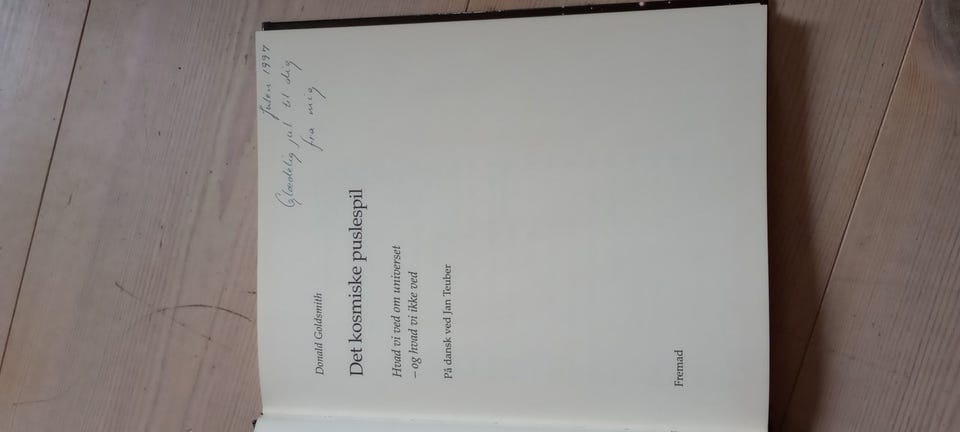 Julen 1997
Glædelig jul til dig
fra mig
Donald Goldsmith
Det kosmiske puslespil
Hvad vi ved om universet
– og hvad vi ikke ved
På dansk ved Jan Teuber
Fremad